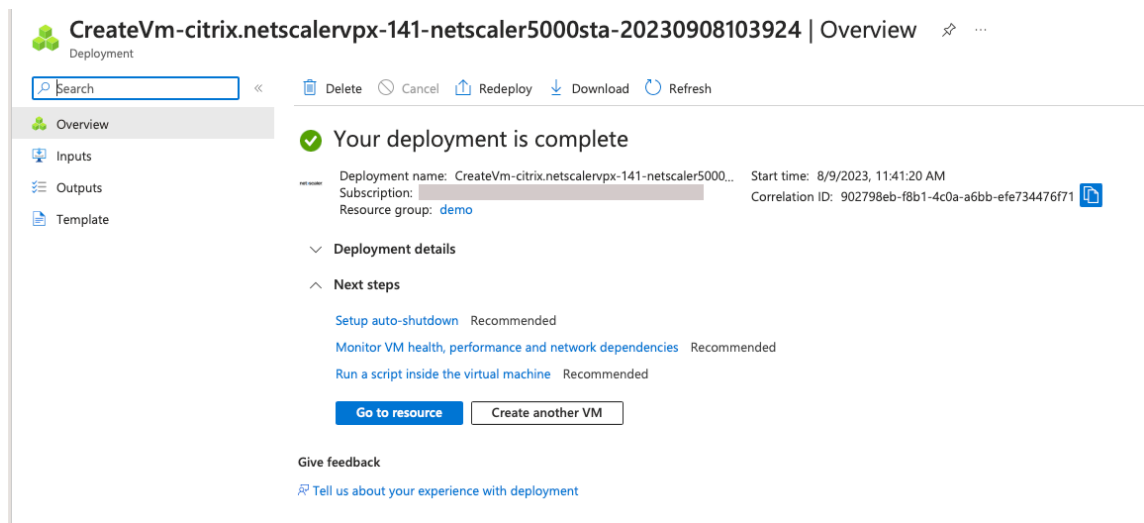 CreateVm-citrix.netscalervpx-141-netscaler5000sta-20230908103924 | Overview
Deployment
Search
Delete Cancel Redeploy Download Refresh
Overview
Inputs
Outputs
Template
Your deployment is complete
net scaler
Deployment name: CreateVm-citrix.netscalervpx-141-netscaler5000...
Subscription:
Resource group: demo
Start time: 8/9/2023, 11:41:20 AM
Correlation ID: 902798eb-f8b1-4c0a-a6bb-efe734476f71
Deployment details
Next steps
Setup auto-shutdown Recommended
Monitor VM health, performance and network dependencies Recommended
Run a script inside the virtual machine Recommended
Go to resource Create another VM
Give feedback
Tell us about your experience with deployment